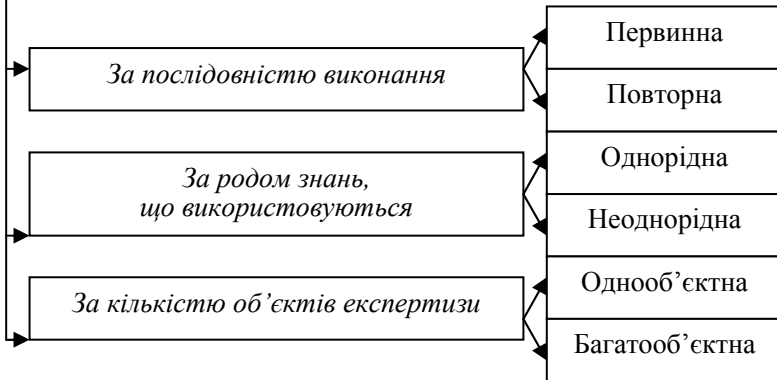 За послідовністю виконання
Первинна
Повторна
За родом знань,
що використовуються
Однорідна
Неоднорідна
За кількістю об’єктів експертизи
Однооб’єктна
Багатооб’єктна